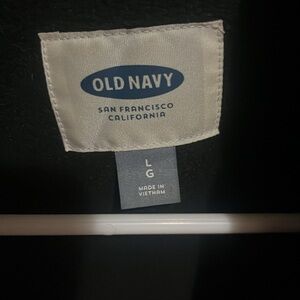 OLD NAVY
SAN FRANCISCO
CALIFORNIA
L
G
MADE IN
VIETNAM